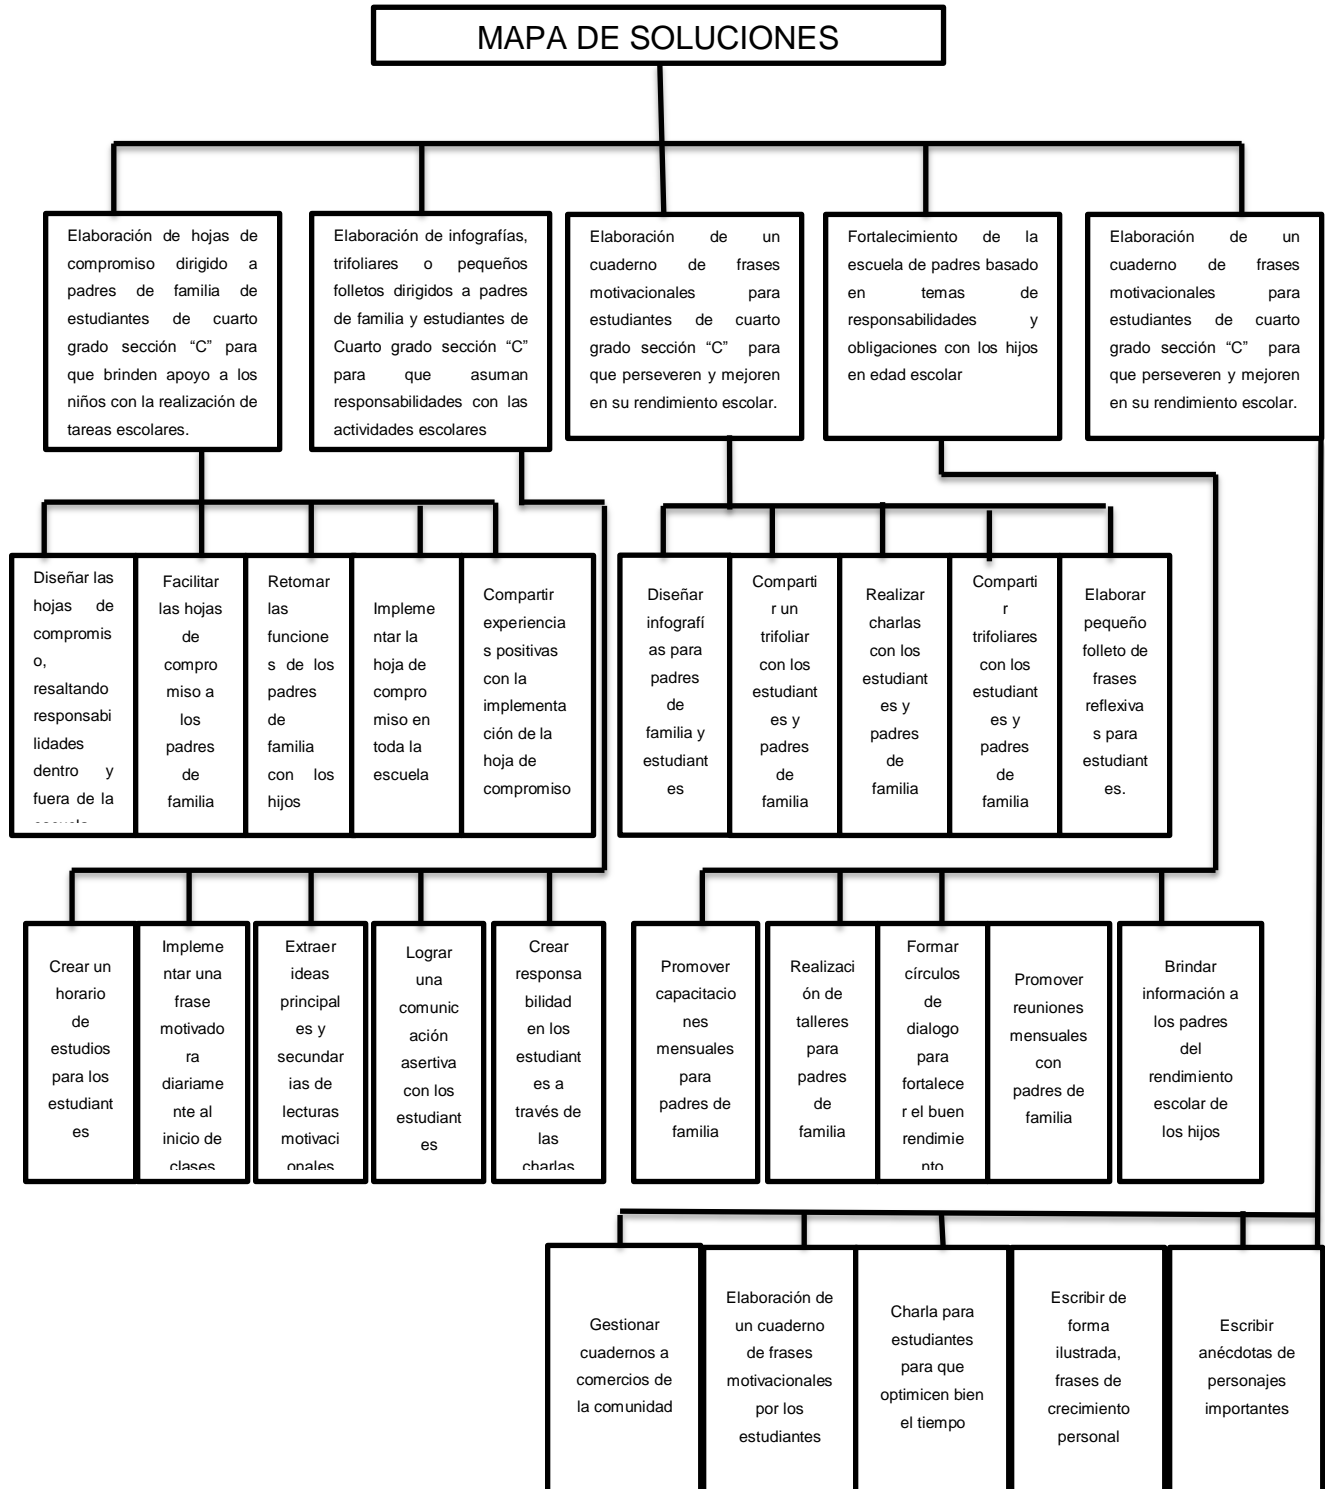 MAPA DE SOLUCIONES
Elaboración de hojas de
compromiso dirigido a
padres de familia de
estudiantes de cuarto
grado sección “C” para
que brinden apoyo a los
niños con la realización de
tareas escolares.
Elaboración de infografías,
trifoliares o pequeños
folletos dirigidos a padres
de familia y estudiantes de
Cuarto grado sección “C”
para que asuman
responsabilidades con las
actividades escolares
Elaboración de un
cuaderno de frases
motivacionales para
estudiantes de cuarto
grado sección “C” para
que perseveren y mejoren
en su rendimiento escolar.
Fortalecimiento de la
escuela de padres basado
en temas de
responsabilidades y
obligaciones con los hijos
en edad escolar
Elaboración de un
cuaderno de frases
motivacionales para
estudiantes de cuarto
grado sección “C” para
que perseveren y mejoren
en su rendimiento escolar.
Diseñar las
hojas de
compromis
o,
resaltando
responsabi
lidades
dentro y
fuera de la
Facilitar
las hojas
de
compro
miso a
los
padres
de
familia
Retomar
las
funcione
s de los
padres
de
familia
con los
hijos
Impleme
ntar la
hoja de
compro
miso en
toda la
escuela
Compartir
experiencia
s positivas
con la
implementa
ción de la
hoja de
compromiso
Diseñar
infografí
as para
padres
de
familia y
estudiant
es
Comparti
r un
trifoliar
con los
estudiant
es y
padres
de
familia
Realizar
charlas
con los
estudiant
es y
padres
de
familia
Comparti
r
trifoliares
con los
estudiant
es y
padres
de
familia
Elaborar
pequeño
folleto de
frases
reflexiva
s para
estudiant
es.
Crear un
horario
de
estudios
para los
estudiant
es
Impleme
ntar una
frase
motivado
ra
diariame
nte al
inicio de
clases
Extraer
ideas
principal
es y
secundar
ias de
lecturas
motivaci
onales
Lograr
una
comunic
ación
asertiva
con los
estudiant
es
Crear
responsa
bilidad
en los
estudiant
es a
través de
las
charlas
Promover
capacitacio
nes
mensuales
para
padres de
familia
Realizaci
ón de
talleres
para
padres
de
familia
Formar
círculos
de
dialogo
para
fortalece
r el buen
rendimie
nto
Promover
reuniones
mensuales
con
padres de
familia
Brindar
información a
los padres
del
rendimiento
escolar de
los hijos
Gestionar
cuadernos a
comercios de
la comunidad
Elaboración de
un cuaderno
de frases
motivacionales
por los
estudiantes
Charla para
estudiantes
para que
optimicen bien
el tiempo
Escribir de
forma
ilustrada,
frases de
crecimiento
personal
Escribir
anécdotas de
personajes
importantes